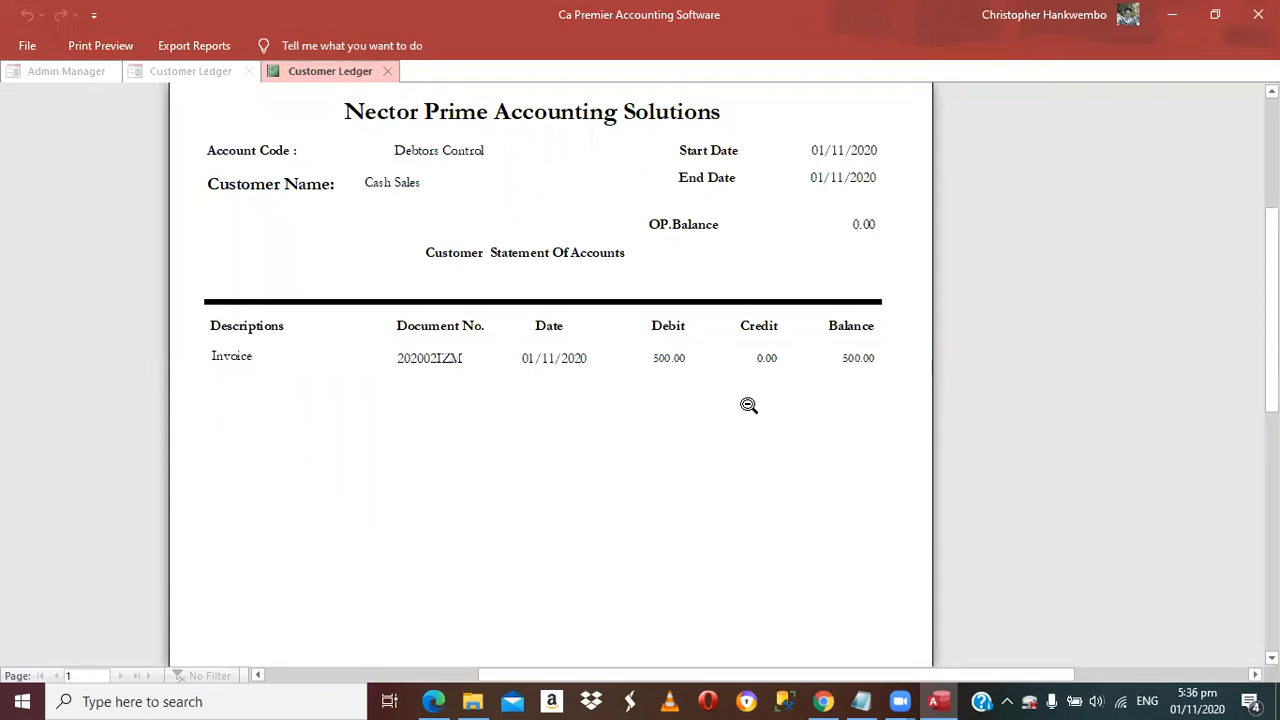 Ca Premier Accounting Software
Christopher Hankwembo
File Print Preview Export Reports Tell me what you want to do
Admin Manager Customer Ledger Customer Ledger
Nector Prime Accounting Solutions
Account Code : Debtors Control Start Date 01/11/2020
Customer Name: Cash Sales End Date 01/11/2020
OP.Balance 0.00
Customer Statement Of Accounts
Descriptions Document No. Date Debit Credit Balance
Invoice 202002IZM 01/11/2020 500.00 0.00 500.00
Page: 1 No Filter
Type here to search
ENG
5:36 pm
01/11/2020
4